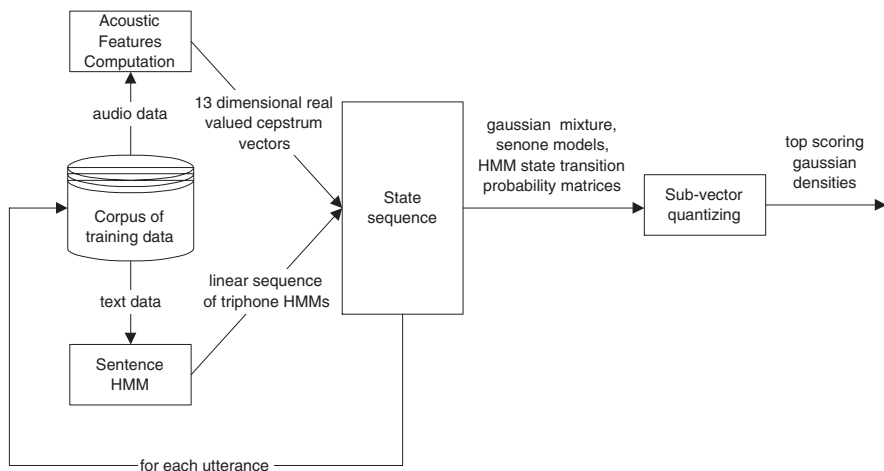 Acoustic
Features
Computation
audio data
13 dimensional real
valued cepstrum
vectors
Corpus of
training data
text data
linear sequence
of triphone HMMs
Sentence
HMM
State
sequence
gaussian mixture,
senone models,
HMM state transition
probability matrices
Sub-vector
quantizing
top scoring
gaussian
densities
for each utterance